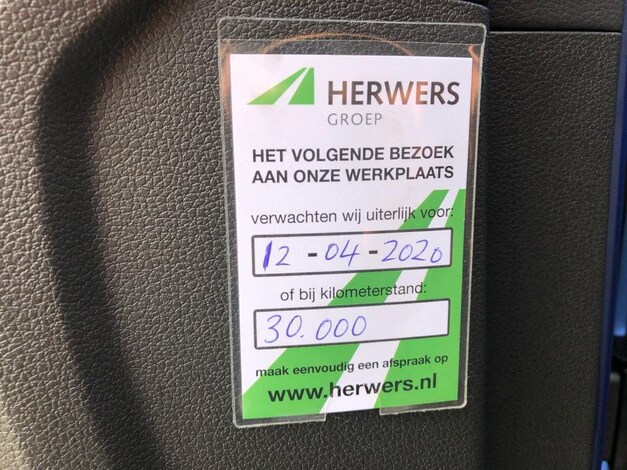 HERWERS
GROEP
HET VOLGENDE BEZOEK
AAN ONZE WERKPLAATS
verwachten wij uiterlijk voor:
12 - 04 - 2020
of bij kilometerstand:
30.000
maak eenvoudig een afspraak op
www.herwers.nl